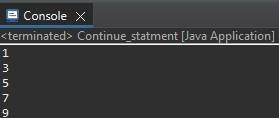 Console
<terminated> Continue_statment [Java Application]
1
3
5
7
9